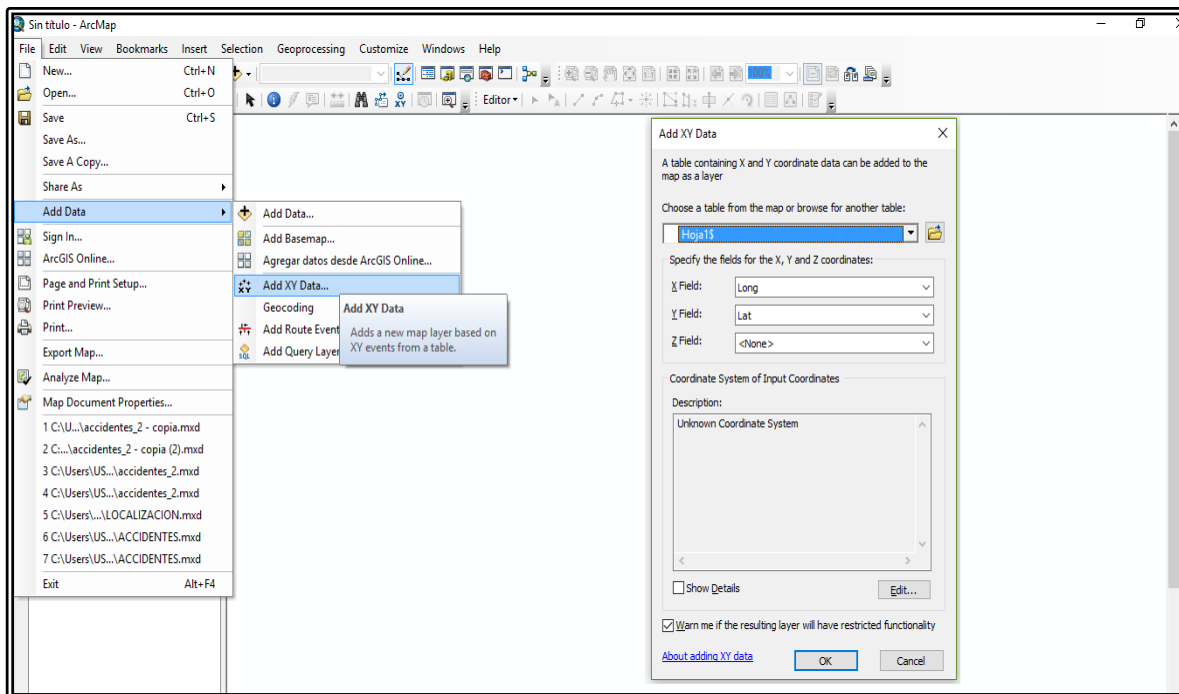 Sin título - ArcMap
File Edit View Bookmarks Insert Selection Geoprocessing Customize Windows Help
New... Ctrl+N
Open... Ctrl+O
Save Ctrl+S
Save As...
Save A Copy...
Share As
Add Data
Sign In...
ArcGIS Online...
Page and Print Setup...
Print Preview...
Print...
Export Map...
Analyze Map...
Map Document Properties...
1 C:\U...\accidentes_2 - copia.mxd
2 C:...\accidentes_2 - copia (2).mxd
3 C:\Users\US...\accidentes_2.mxd
4 C:\Users\US...\accidentes_2.mxd
5 C:\Users\...\LOCALIZACION.mxd
6 C:\Users\US...\ACCIDENTES.mxd
7 C:\Users\US...\ACCIDENTES.mxd
Exit Alt+F4
100%
XY
Editor
Add Data...
Add Basemap...
Agregar datos desde ArcGIS Online...
XY Add XY Data...
Geocoding
Add Route Event
SQL Add Query Layer
Add XY Data
Adds a new map layer based on
XY events from a table.
Add XY Data
A table containing X and Y coordinate data can be added to the
map as a layer
Choose a table from the map or browse for another table:
Hoja1$
Specify the fields for the X, Y and Z coordinates:
X Field: Long
Y Field: Lat
Z Field: <None>
Coordinate System of Input Coordinates
Description:
Unknown Coordinate System
Show Details
Edit...
Warn me if the resulting layer will have restricted functionality
About adding XY data
OK
Cancel